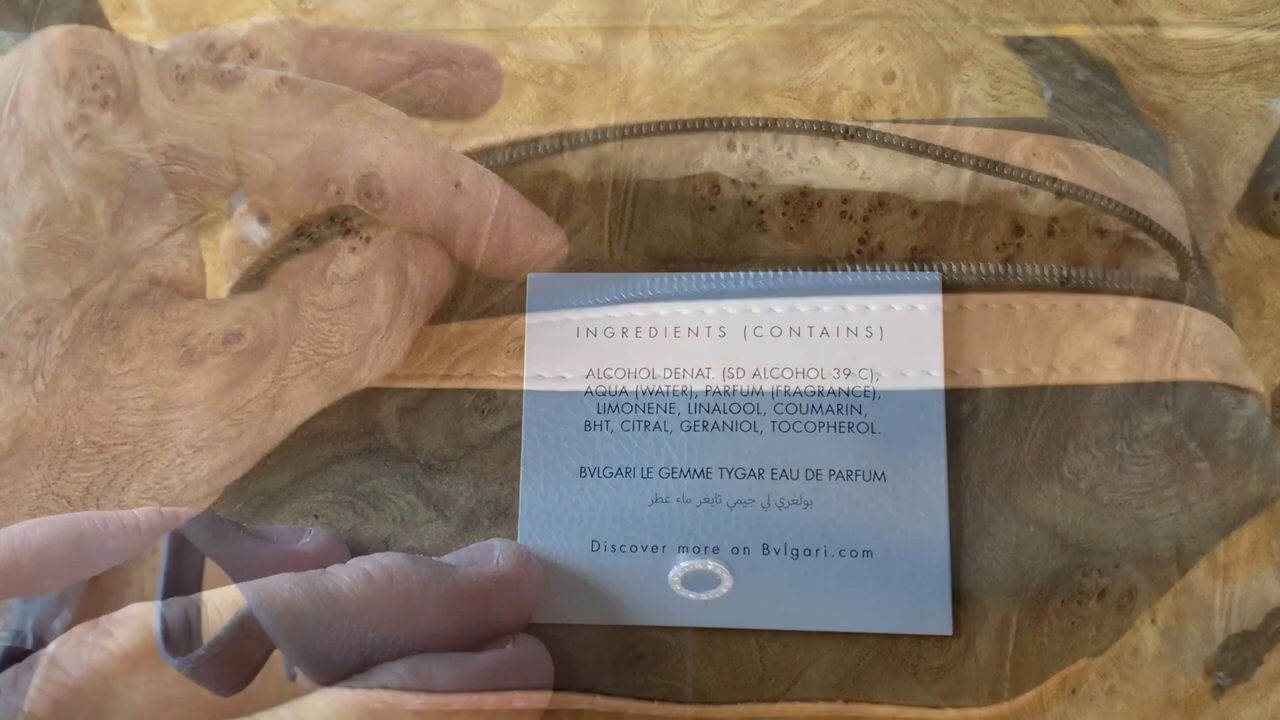 INGREDIENTS (CONTAINS)
ALCOHOL DENAT. (SD ALCOHOL 39-C),
AQUA (WATER), PARFUM (FRAGRANCE),
LIMONENE, LINALOOL, COUMARIN,
BHT, CITRAL, GERANIOL, TOCOPHEROL.
BVLGARI LE GEMME TYGAR EAU DE PARFUM
بولغري لي جيمي تايغر ماء عطر
Discover more on Bvlgari.com